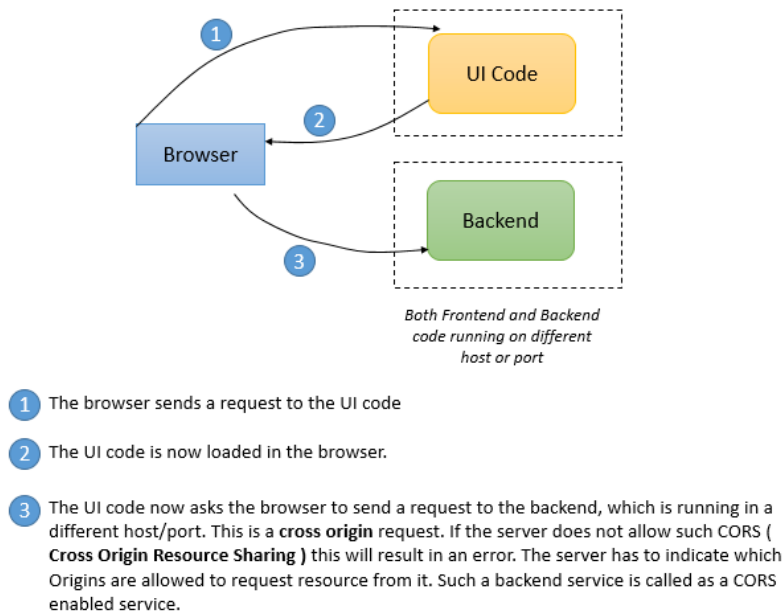 1
UI Code
2
Browser
Backend
3
Both Frontend and Backend
code running on different
host or port
1 The browser sends a request to the UI code
2 The UI code is now loaded in the browser.
3 The UI code now asks the browser to send a request to the backend, which is running in a
different host/port. This is a cross origin request. If the server does not allow such CORS (
Cross Origin Resource Sharing ) this will result in an error. The server has to indicate which
Origins are allowed to request resource from it. Such a backend service is called as a CORS
enabled service.